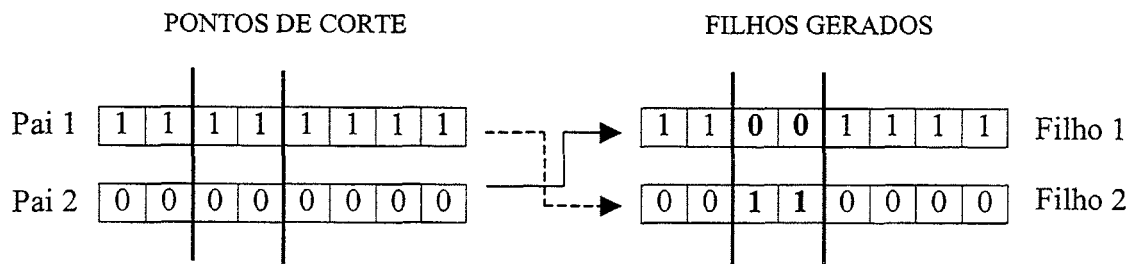 PONTOS DE CORTE FILHOS GERADOS
Pai 1 1 1 1 1 1 1 1 1 1 1 0 0 1 1 1 1 Filho 1
Pai 2 0 0 0 0 0 0 0 0 0 0 1 1 0 0 0 0 Filho 2